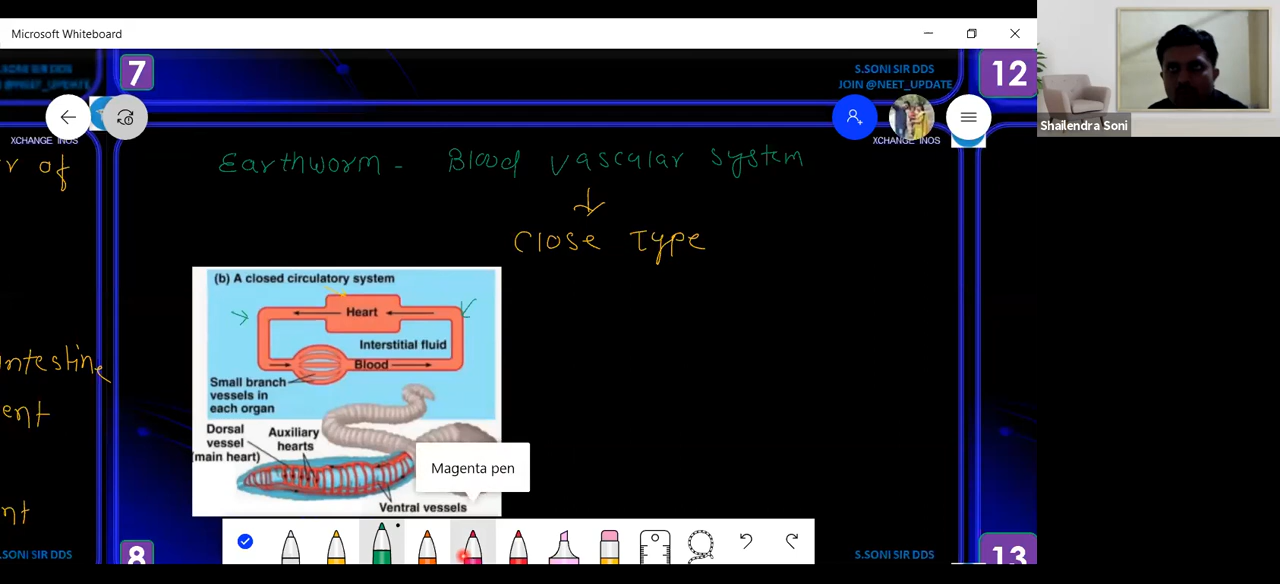 Microsoft Whiteboard
7
S.SONI SIR DDS
JOIN @NEET_UPDATE
12
Shailendra Soni
XCHANGE
XCHANGE INOS
r of
Earthworm - Blood vascular system
Close Type
(b) A closed circulatory system
Heart
Interstitial fluid
Blood
Small branch
vessels in
each organ
Dorsal
vessel
(main heart)
Auxiliary
hearts
Ventral vessels
Magenta pen
intestine
ent
nt
SONI SIR DDS
8
S.SONI SIR DDS
13